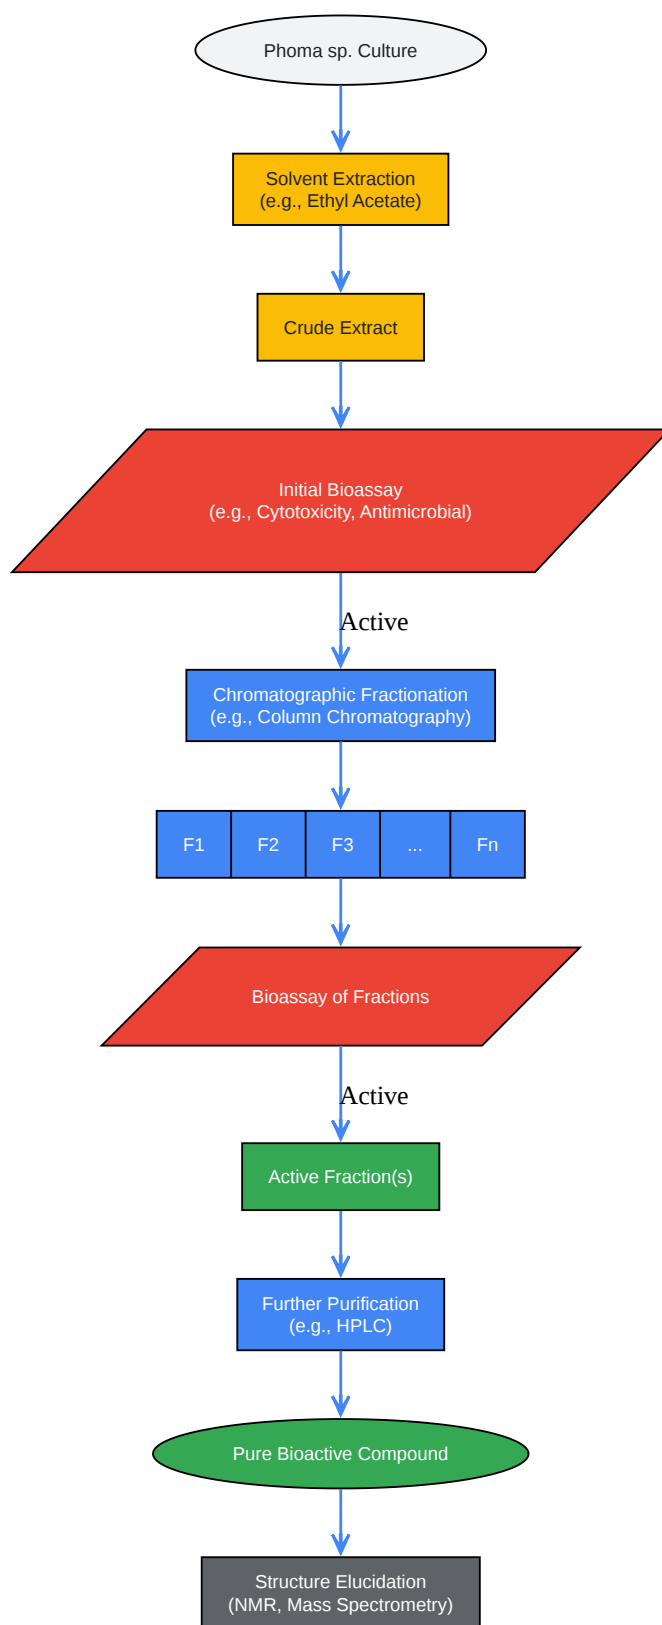 Phoma sp. Culture
Solvent Extraction
(e.g., Ethyl Acetate)
Crude Extract
Initial Bioassay
(e.g., Cytotoxicity, Antimicrobial)
Active
Chromatographic Fractionation
(e.g., Column Chromatography)
F1 F2 F3 ... Fn
Bioassay of Fractions
Active
Active Fraction(s)
Further Purification
(e.g., HPLC)
Pure Bioactive Compound
Structure Elucidation
(NMR, Mass Spectrometry)